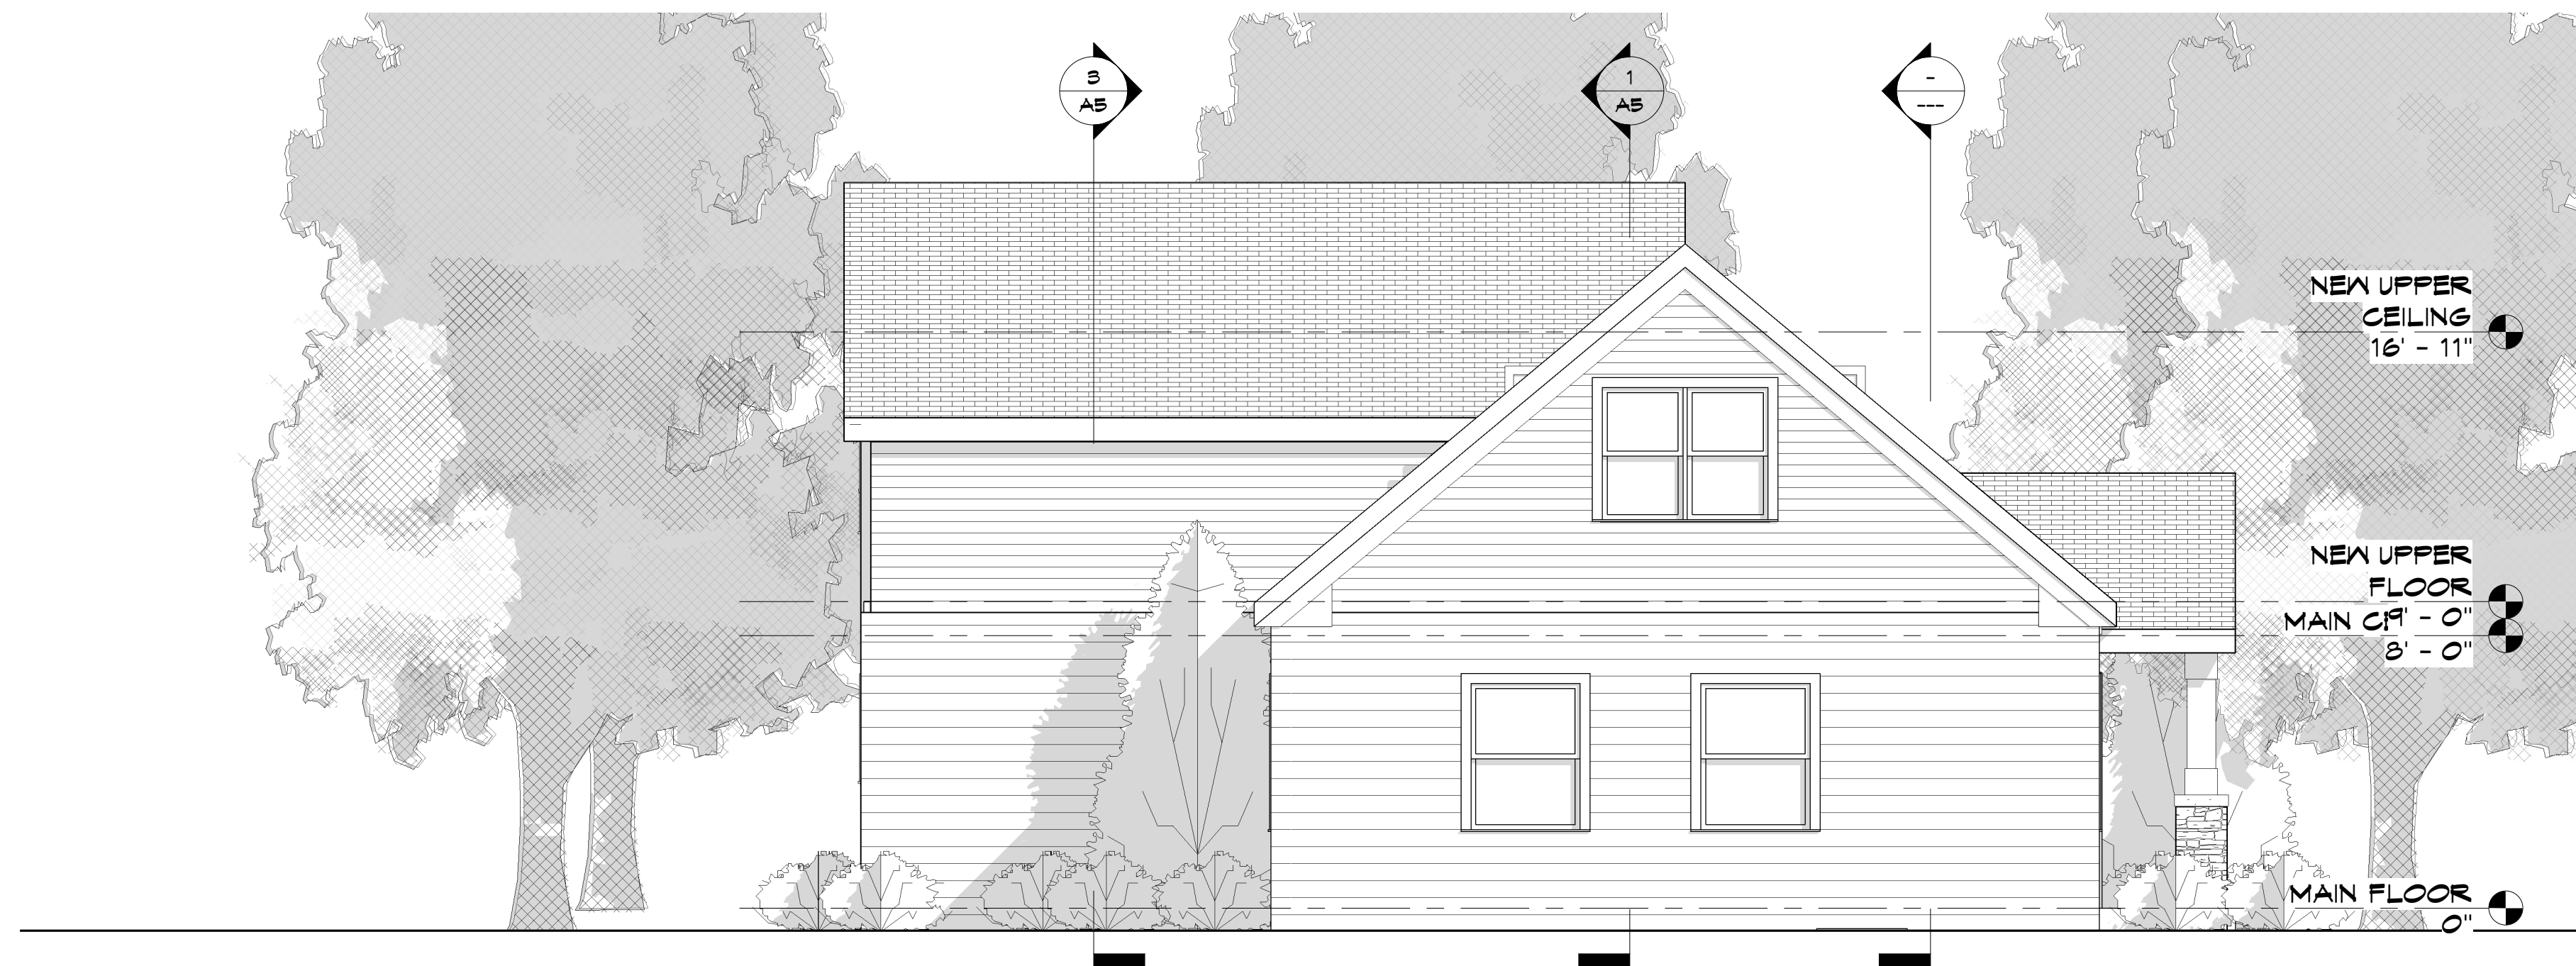 3
A5
1
A5
-
---
NEW UPPER
CEILING
16' - 11"
NEW UPPER
FLOOR
9' - 0"
MAIN
8' - 0"
MAIN FLOOR
0"